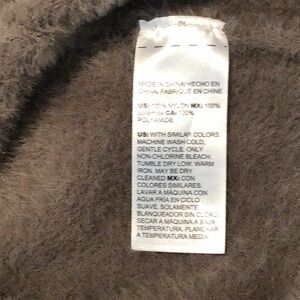 MADE IN CHINA/ HECHO EN
CHINA/ FABRIQUÉ EN CHINE
US: 100% NYLON MX: 100%
poliamida CA: 100%
POLYAMIDE.
US: WITH SIMILAR COLORS.
MACHINE WASH COLD,
GENTLE CYCLE. ONLY
NON-CHLORINE BLEACH.
TUMBLE DRY LOW. WARM
IRON. MAY BE DRY
CLEANED MX: CON
COLORES SIMILARES.
LAVAR A MÁQUINA CON
AGUA FRÍA EN CICLO
SUAVE. SOLAMENTE
BLANQUEADOR SIN CLORO.
SECAR A MÁQUINA A BAJA
TEMPERATURA. PLANCHAR
A TEMPERATURA MEDIA